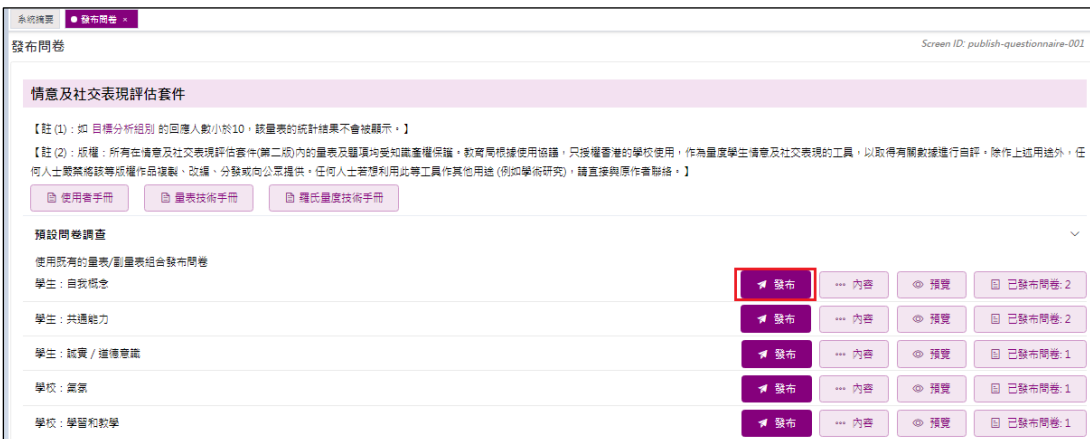 系統摘要 ● 發布問卷 ×
發布問卷 Screen ID: publish-questionnaire-001
情意及社交表現評估套件
【註 (1)：如 目標分析組別 的回應人數小於10，該量表的統計結果不會被顯示。】
【註 (2)：版權：所有在情意及社交表現評估套件(第二版)內的量表及題項均受知識產權保護。教育局根據使用協議，只授權香港的學校使用，作為量度學生情意及社交表現的工具，以取得有關數據進行自評。除作上述用途外，任
何人士嚴禁將該等版權作品複製、改編、分發或向公眾提供。任何人士若想利用此等工具作其他用途 (例如學術研究)，請直接與原作者聯絡。】
使用者手冊 量表技術手冊 羅氏量度技術手冊
預設問卷調查
使用既有的量表/副量表組合發布問卷
學生：自我概念 發布 內容 預覽 已發布問卷: 2
學生：共通能力 發布 內容 預覽 已發布問卷: 2
學生：誠實 / 道德意識 發布 內容 預覽 已發布問卷: 1
學校：氣氛 發布 內容 預覽 已發布問卷: 1
學校：學習和教學 發布 內容 預覽 已發布問卷: 1